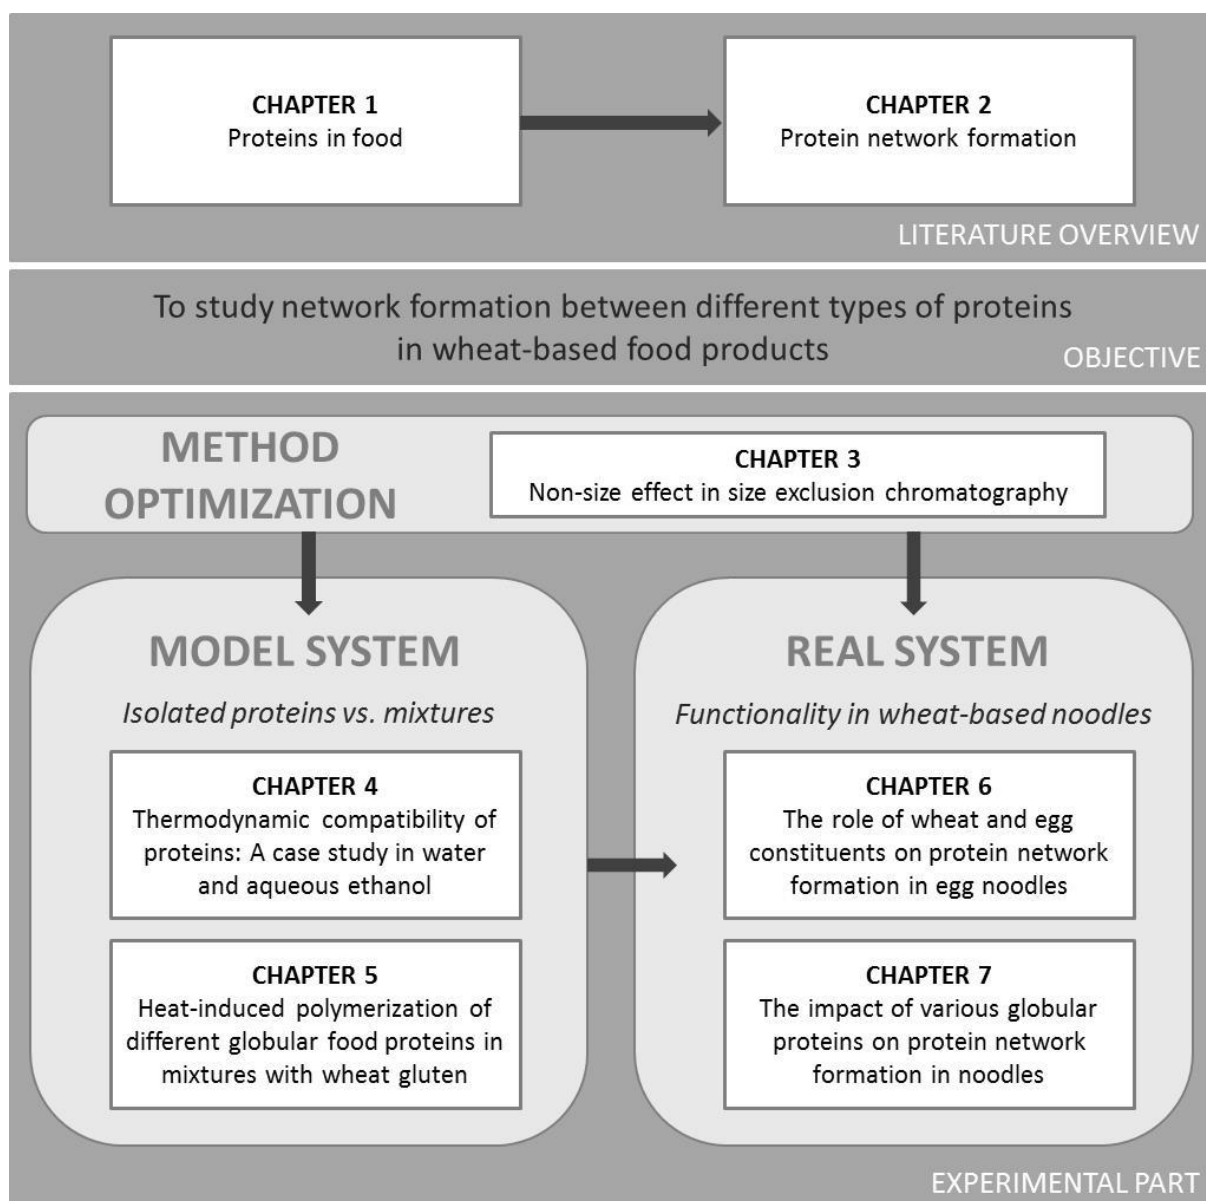 CHAPTER 1
Proteins in food
CHAPTER 2
Protein network formation
LITERATURE OVERVIEW
To study network formation between different types of proteins
in wheat-based food products
OBJECTIVE
METHOD
OPTIMIZATION
CHAPTER 3
Non-size effect in size exclusion chromatography
MODEL SYSTEM
Isolated proteins vs. mixtures
CHAPTER 4
Thermodynamic compatibility of
proteins: A case study in water
and aqueous ethanol
CHAPTER 5
Heat-induced polymerization of
different globular food proteins in
mixtures with wheat gluten
REAL SYSTEM
Functionality in wheat-based noodles
CHAPTER 6
The role of wheat and egg
constituents on protein network
formation in egg noodles
CHAPTER 7
The impact of various globular
proteins on protein network
formation in noodles
EXPERIMENTAL PART